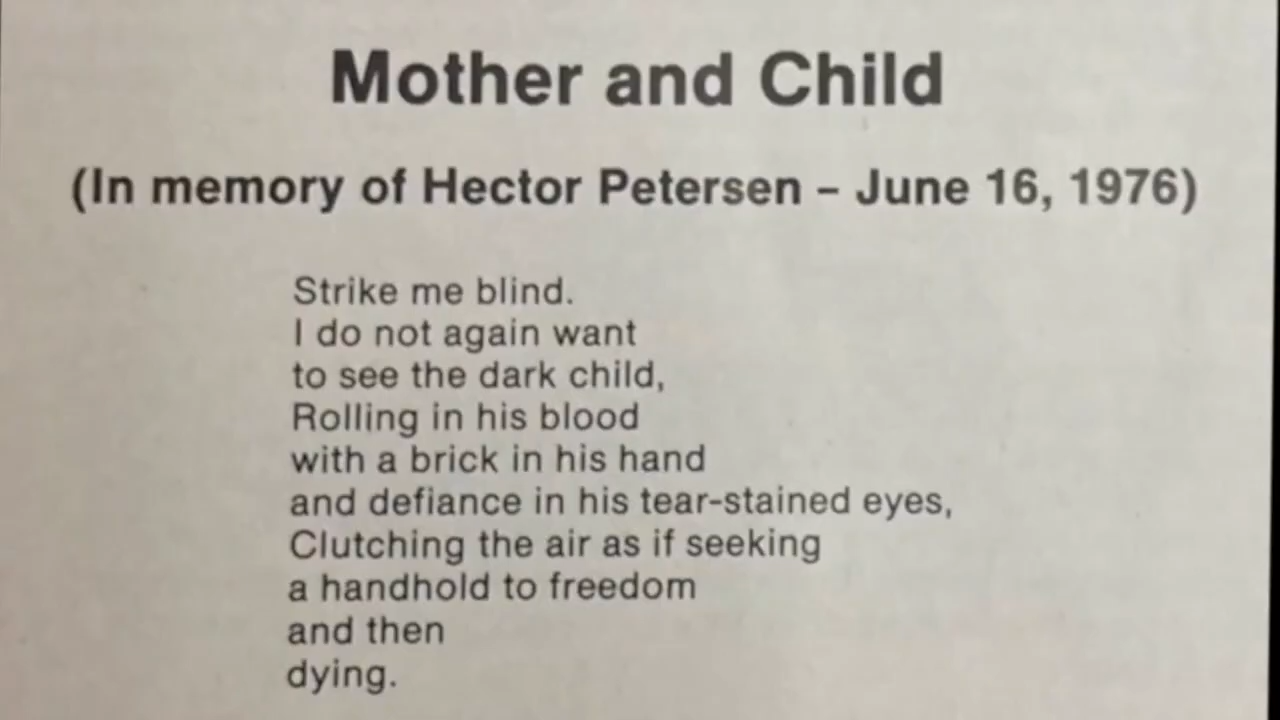 Mother and Child
(In memory of Hector Petersen – June 16, 1976)
Strike me blind.
I do not again want
to see the dark child,
Rolling in his blood
with a brick in his hand
and defiance in his tear-stained eyes,
Clutching the air as if seeking
a handhold to freedom
and then
dying.